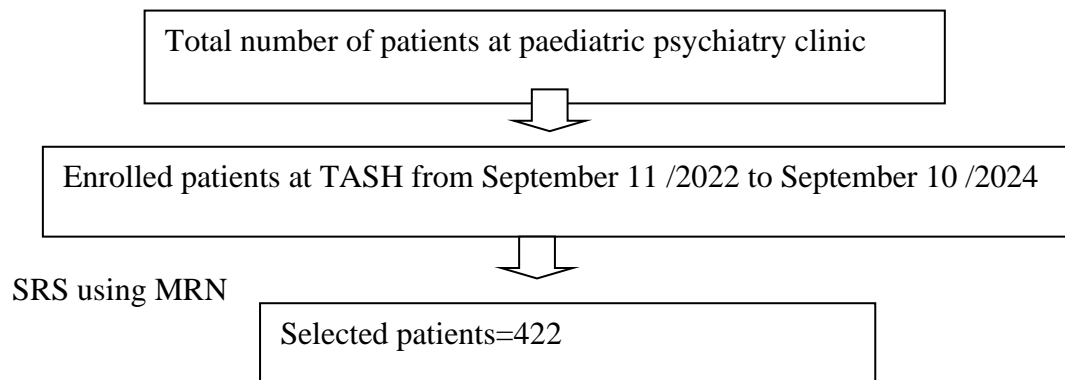 Total number of patients at paediatric psychiatry clinic
Enrolled patients at TASH from September 11 /2022 to September 10 /2024
SRS using MRN
Selected patients=422